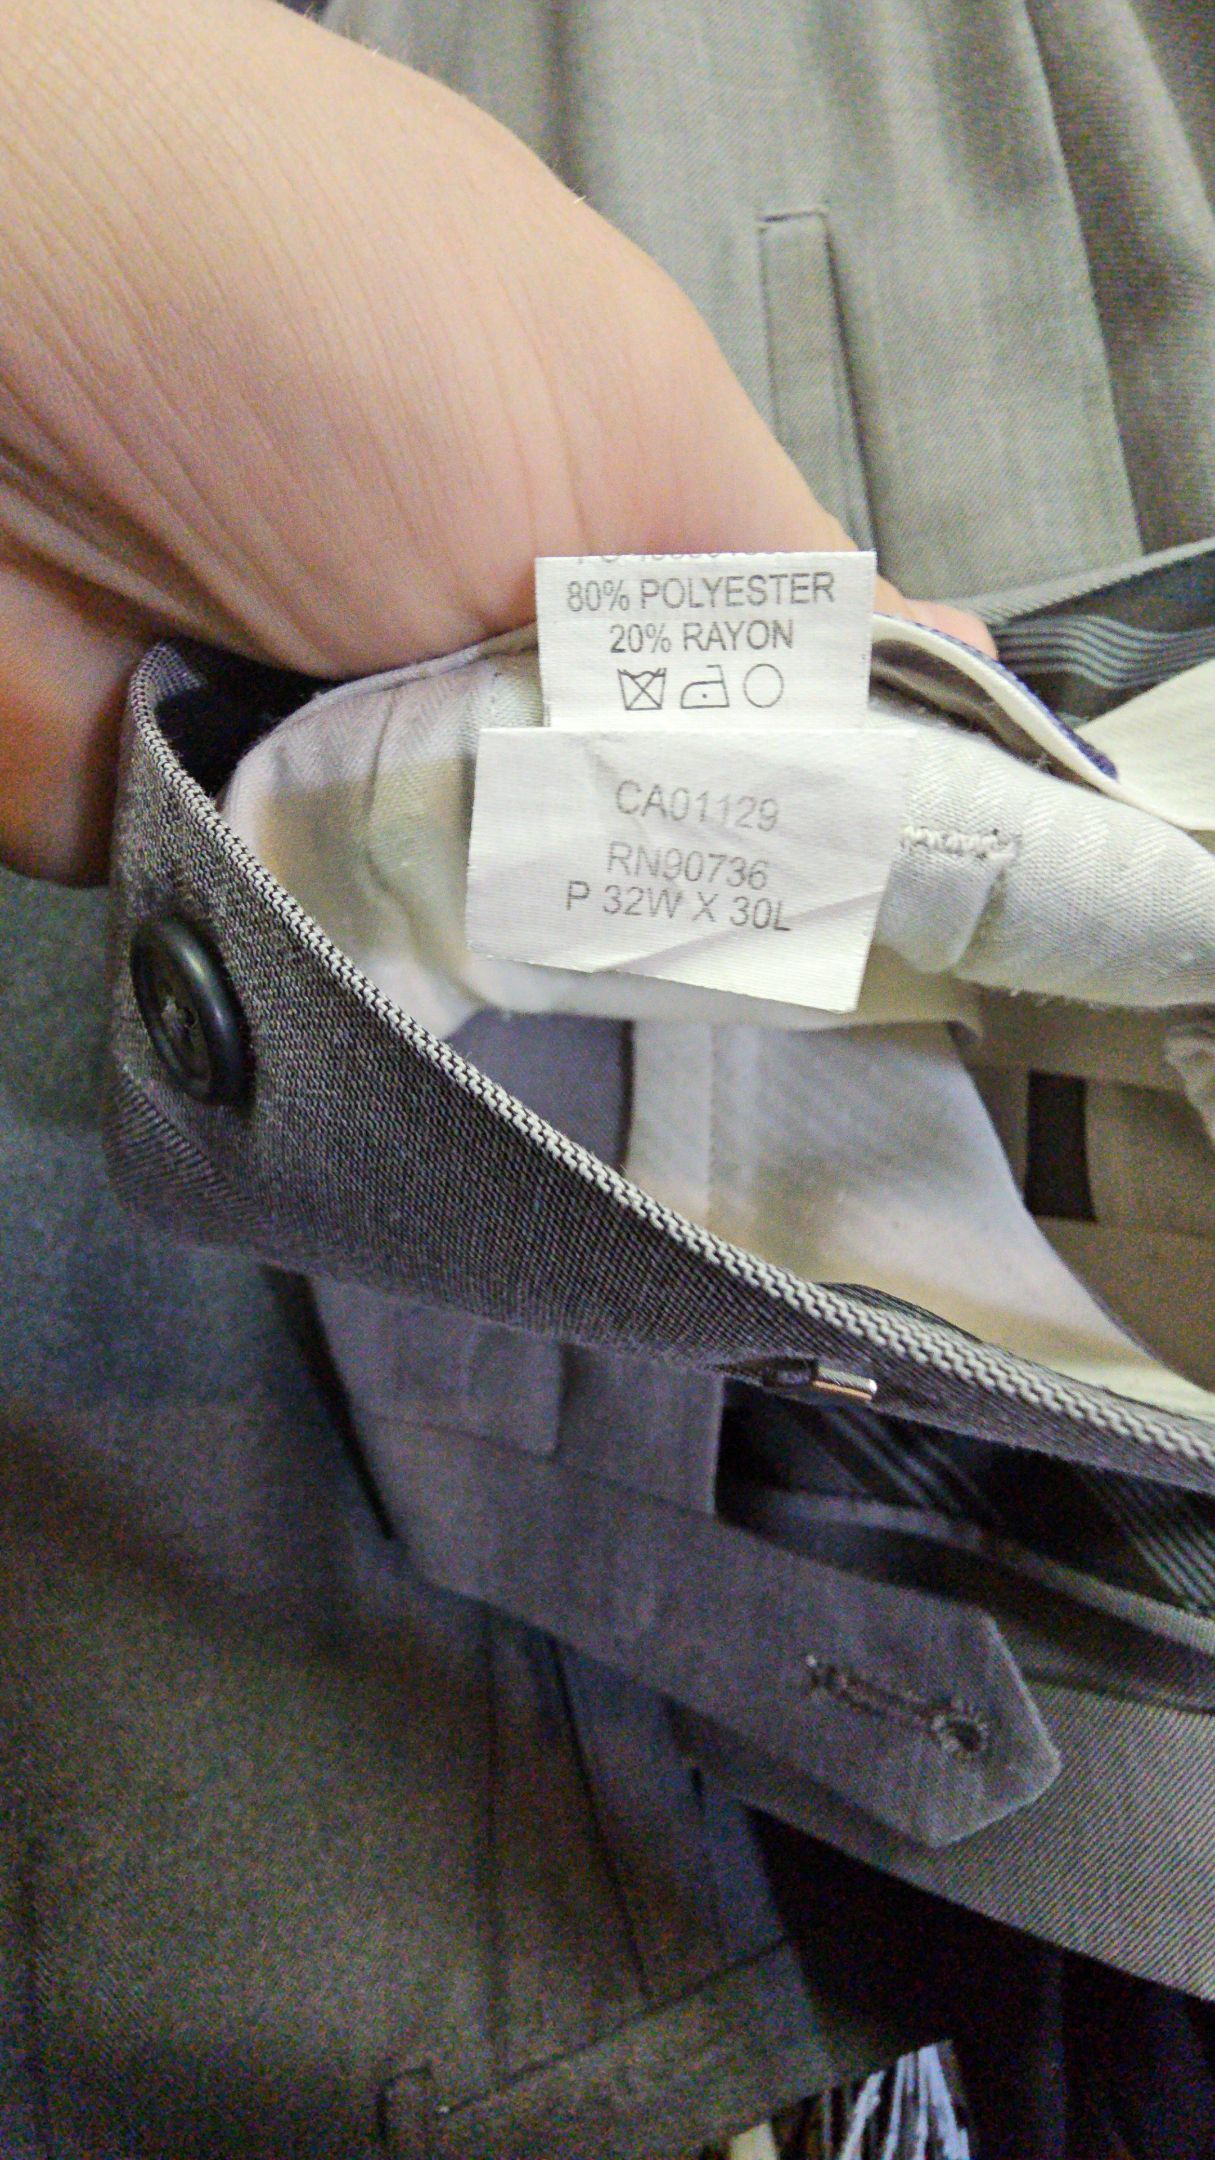 80% POLYESTER
20% RAYON
CA01129
RN90736
P 32W X 30L